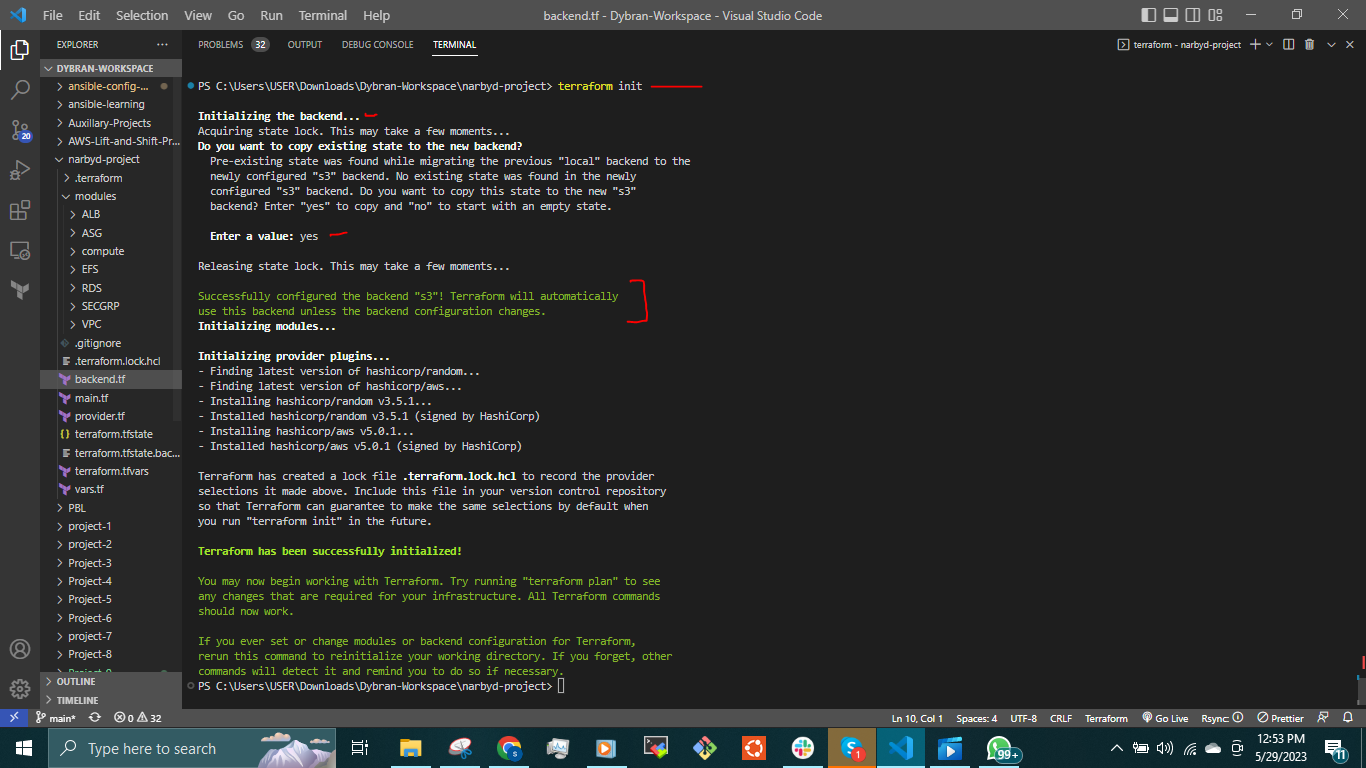 File Edit Selection View Go Run Terminal Help
backend.tf - Dybran-Workspace - Visual Studio Code
EXPLORER
DYBRAN-WORKSPACE
ansible-config-...
ansible-learning
Auxillary-Projects
AWS-Lift-and-Shift-Pr...
narbyd-project
.terraform
modules
ALB
ASG
compute
EFS
RDS
SECGRP
VPC
.gitignore
.terraform.lock.hcl
backend.tf
main.tf
provider.tf
terraform.tfstate
terraform.tfstate.bac...
terraform.tfvars
vars.tf
PBL
project-1
project-2
Project-3
Project-4
Project-5
Project-6
project-7
Project-8
Project-9
OUTLINE
TIMELINE
20
PROBLEMS 32 OUTPUT DEBUG CONSOLE TERMINAL
terraform - narbyd-project
PS C:\Users\USER\Downloads\Dybran-Workspace\narbyd-project> terraform init
Initializing the backend...
Acquiring state lock. This may take a few moments...
Do you want to copy existing state to the new backend?
Pre-existing state was found while migrating the previous "local" backend to the
newly configured "s3" backend. No existing state was found in the newly
configured "s3" backend. Do you want to copy this state to the new "s3"
backend? Enter "yes" to copy and "no" to start with an empty state.
Enter a value: yes
Releasing state lock. This may take a few moments...
Successfully configured the backend "s3"! Terraform will automatically
use this backend unless the backend configuration changes.
Initializing modules...
Initializing provider plugins...
- Finding latest version of hashicorp/random...
- Finding latest version of hashicorp/aws...
- Installing hashicorp/random v3.5.1...
- Installed hashicorp/random v3.5.1 (signed by HashiCorp)
- Installing hashicorp/aws v5.0.1...
- Installed hashicorp/aws v5.0.1 (signed by HashiCorp)
Terraform has created a lock file .terraform.lock.hcl to record the provider
selections it made above. Include this file in your version control repository
so that Terraform can guarantee to make the same selections by default when
you run "terraform init" in the future.
Terraform has been successfully initialized!
You may now begin working with Terraform. Try running "terraform plan" to see
any changes that are required for your infrastructure. All Terraform commands
should now work.
If you ever set or change modules or backend configuration for Terraform,
rerun this command to reinitialize your working directory. If you forget, other
commands will detect it and remind you to do so if necessary.
PS C:\Users\USER\Downloads\Dybran-Workspace\narbyd-project>
main* 0 32
Ln 10, Col 1 Spaces: 4 UTF-8 CRLF Terraform Go Live Rsync: Prettier
Type here to search
1
99+
12:53 PM
5/29/2023
11